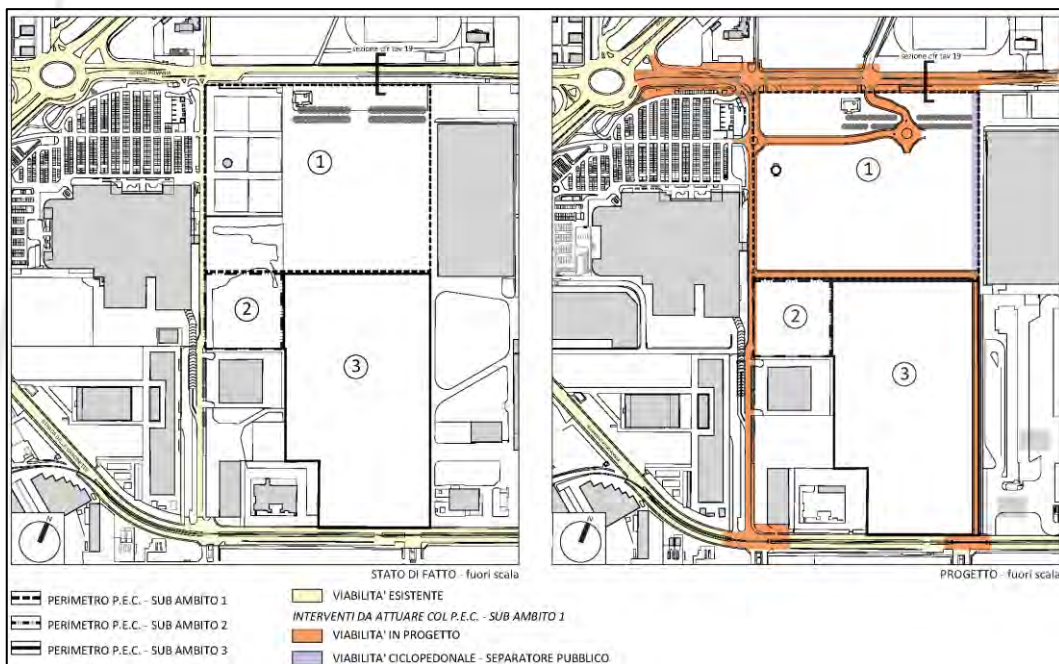 sezione cfr tav 19
1
2
3
N
STATO DI FATTO - fuori scala
sezione cfr tav 19
1
2
3
N
PROGETTO - fuori scala
PERIMETRO P.E.C. - SUB AMBITO 1
PERIMETRO P.E.C. - SUB AMBITO 2
PERIMETRO P.E.C. - SUB AMBITO 3
VIABILITA' ESISTENTE
INTERVENTI DA ATTUARE COL P.E.C. - SUB AMBITO 1
VIABILITA' IN PROGETTO
VIABILITA' CICLOPEDONALE - SEPARATORE PUBBLICO